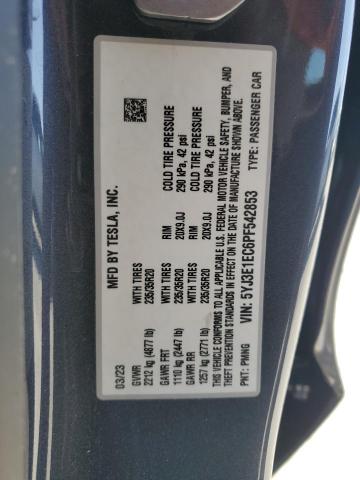 MFD BY TESLA, INC.
03/23
GVWR
2212 kg (4877 lb) WITH TIRES 235/35R20 RIM 20X9.0J COLD TIRE PRESSURE 290 kPa, 42 psi
GAWR FRT
1110 kg (2447 lb) WITH TIRES 235/35R20 RIM 20X9.0J COLD TIRE PRESSURE 290 kPa, 42 psi
GAWR RR
1257 kg (2771 lb)
THIS VEHICLE CONFORMS TO ALL APPLICABLE FEDERAL MOTOR VEHICLE SAFETY, BUMPER, AND
THEFT PREVENTION STANDARDS IN EFFECT ON THE DATE OF MANUFACTURE SHOWN ABOVE.
PNT: PMNG VIN: 5YJ3E1EC6PF542853 TYPE: PASSENGER CAR